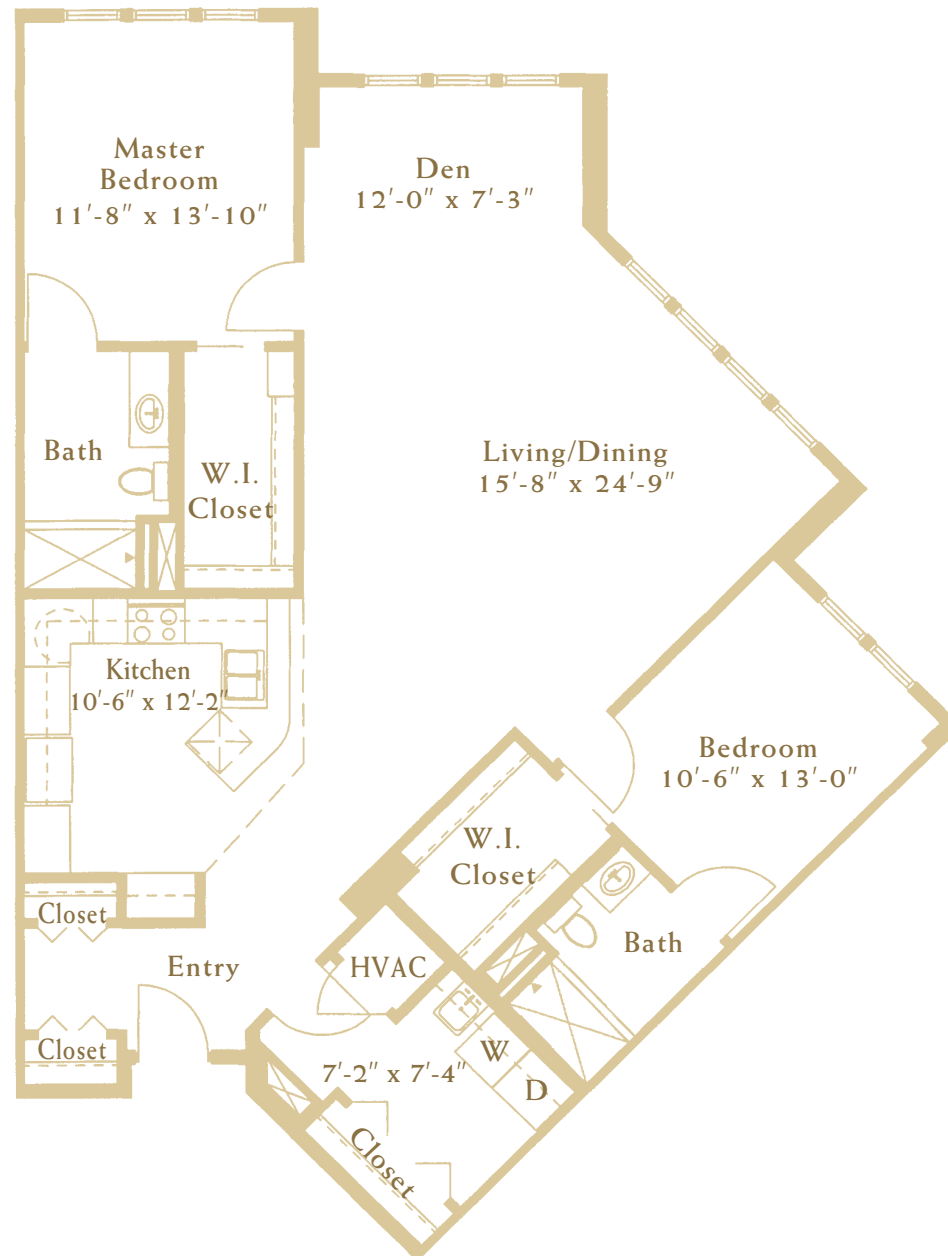 Master
Bedroom
11'-8" x 13'-10"
Den
12'-0" x 7'-3"
Bath
W.I.
Closet
Living/Dining
15'-8" x 24'-9"
Kitchen
10'-6" x 12'-2"
Bedroom
10'-6" x 13'-0"
W.I.
Closet
Bath
Closet
Entry
HVAC
Closet
7'-2" x 7'-4"
W
D
Closet